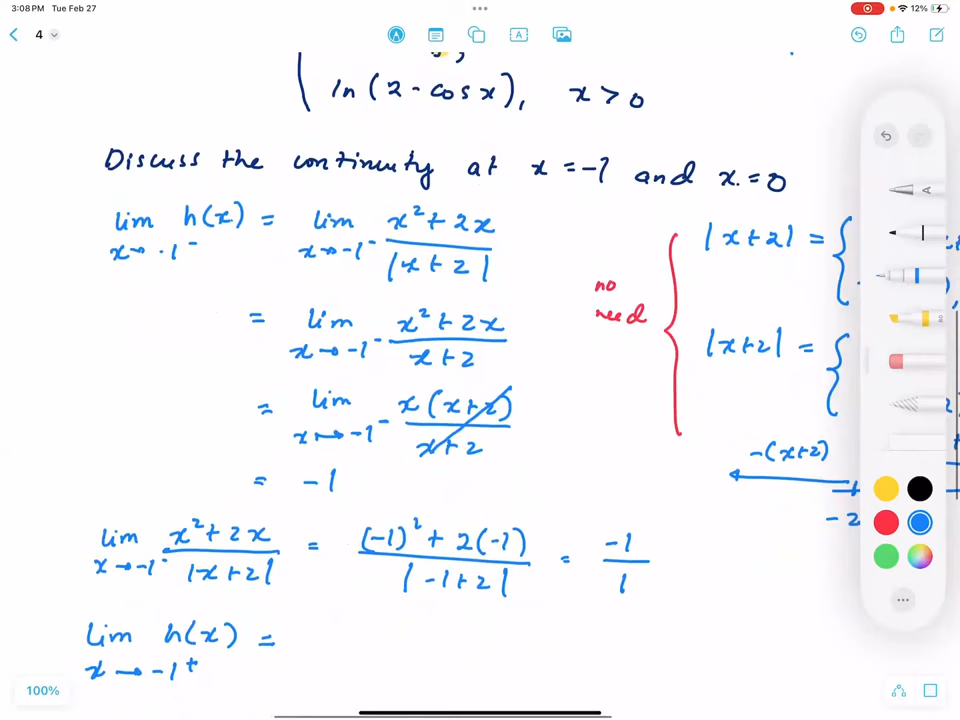 3:08 PM Tue Feb 27
12%
4
ln(2 - cosx), x > 0
Discuss the continuity at x = -1 and x = 0
lim h(x) = lim x² + 2x / |x + 2|
x → -1⁻ x → -1⁻
|x + 2| = {
no need
= lim x² + 2x / x + 2
x → -1⁻
|x+2| = {
= lim x(x+2) / x+2
x → -1⁻
-(x+2)
= -1
-2
lim x² + 2x / |x+2| = (-1)² + 2(-1) / |-1+2| = -1 / 1
x → -1⁻
lim h(x) =
x → -1⁺
100%